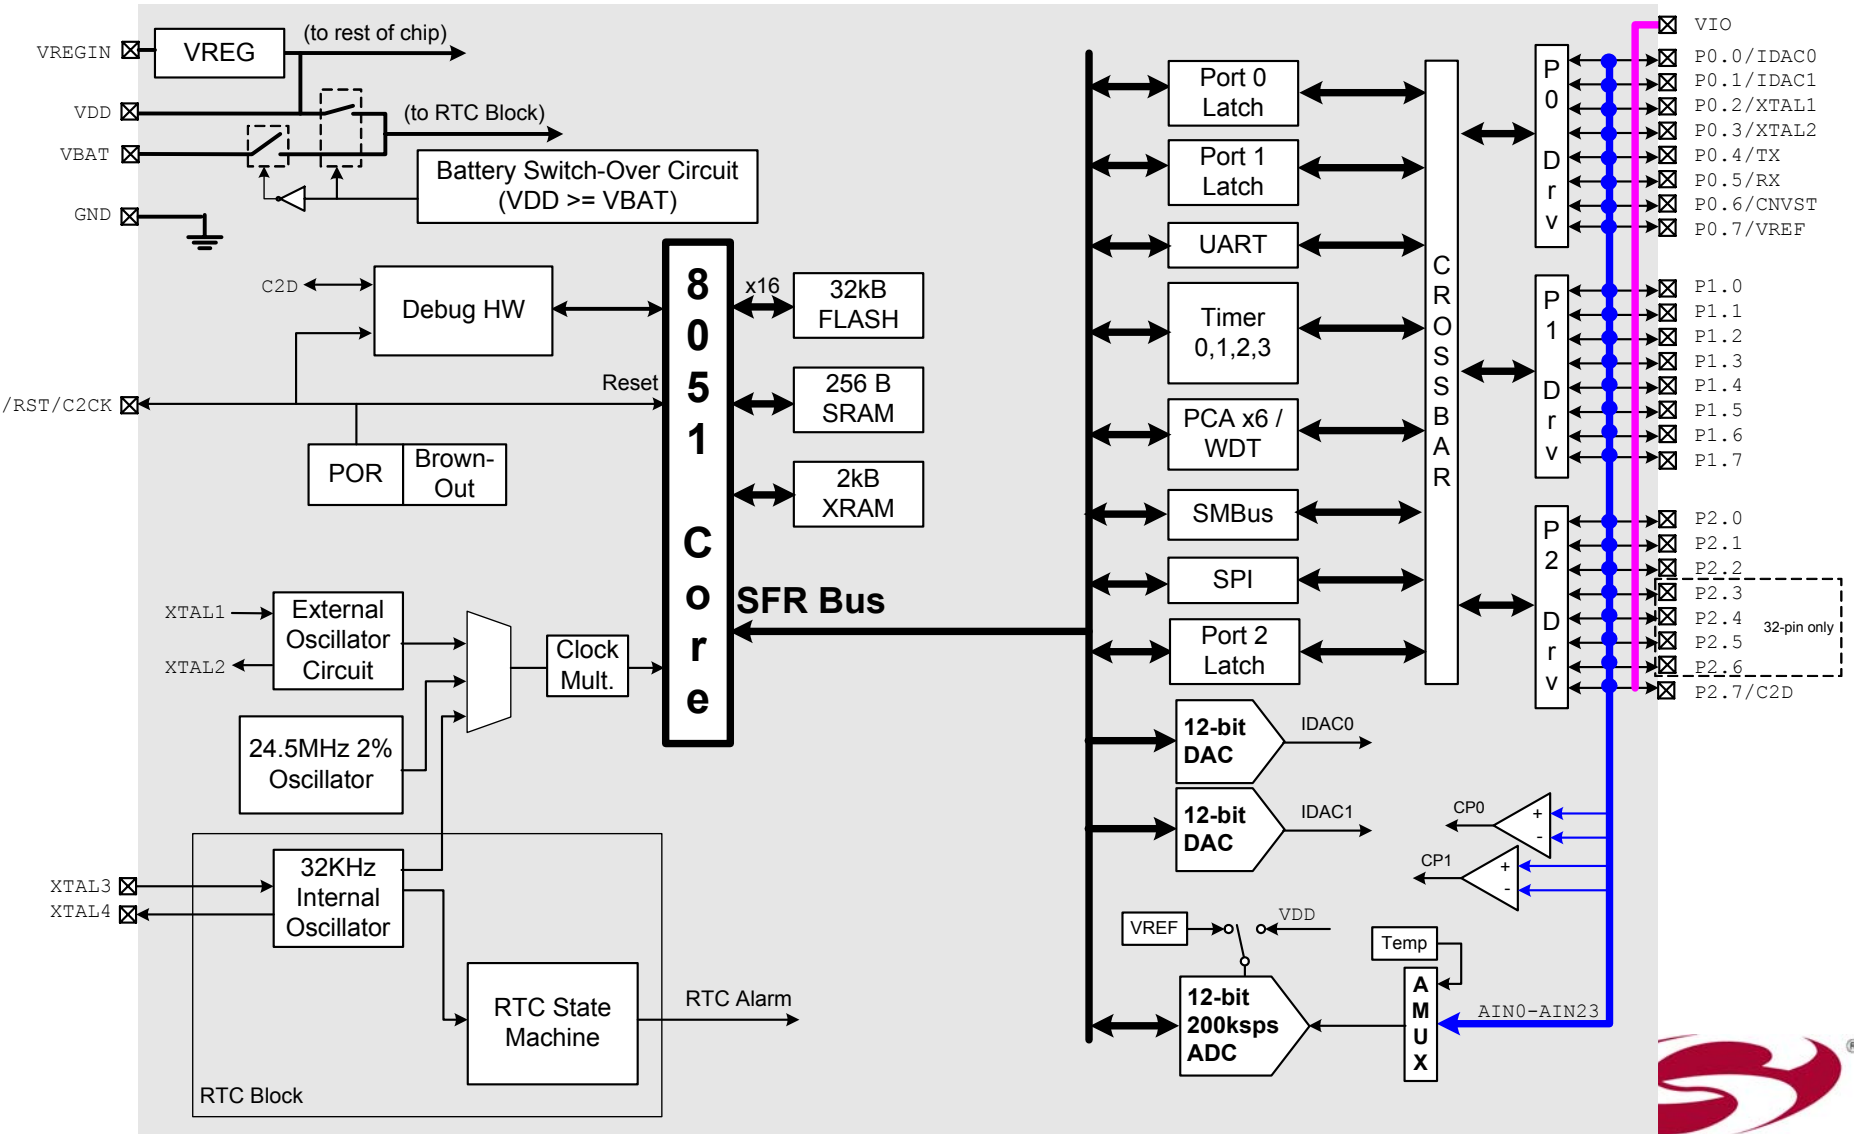 VREGIN
VREG
(to rest of chip)
VDD
(to RTC Block)
VBAT
Battery Switch-Over Circuit
(VDD >= VBAT)
GND
C2D
Debug HW
/RST/C2CK
Reset
POR
Brown-
Out
8
0
5
1
C
o
r
e
x16
32kB
FLASH
256 B
SRAM
2kB
XRAM
SFR Bus
XTAL1
XTAL2
External
Oscillator
Circuit
Clock
Mult.
24.5MHz 2%
Oscillator
XTAL3
XTAL4
32KHz
Internal
Oscillator
RTC State
Machine
RTC Alarm
RTC Block
Port 0
Latch
Port 1
Latch
UART
Timer
0,1,2,3
PCA x6 /
WDT
SMBus
SPI
Port 2
Latch
C
R
O
S
S
B
A
R
P
0
D
r
v
P
1
D
r
v
P
2
D
r
v
VIO
P0.0/IDAC0
P0.1/IDAC1
P0.2/XTAL1
P0.3/XTAL2
P0.4/TX
P0.5/RX
P0.6/CNVST
P0.7/VREF
P1.0
P1.1
P1.2
P1.3
P1.4
P1.5
P1.6
P1.7
P2.0
P2.1
P2.2
P2.3
P2.4
P2.5
P2.6
32-pin only
P2.7/C2D
12-bit
DAC
IDAC0
12-bit
DAC
IDAC1
CP0
+
-
CP1
+
-
VREF
VDD
Temp
12-bit
200ksps
ADC
A
M
U
X
AIN0-AIN23
®